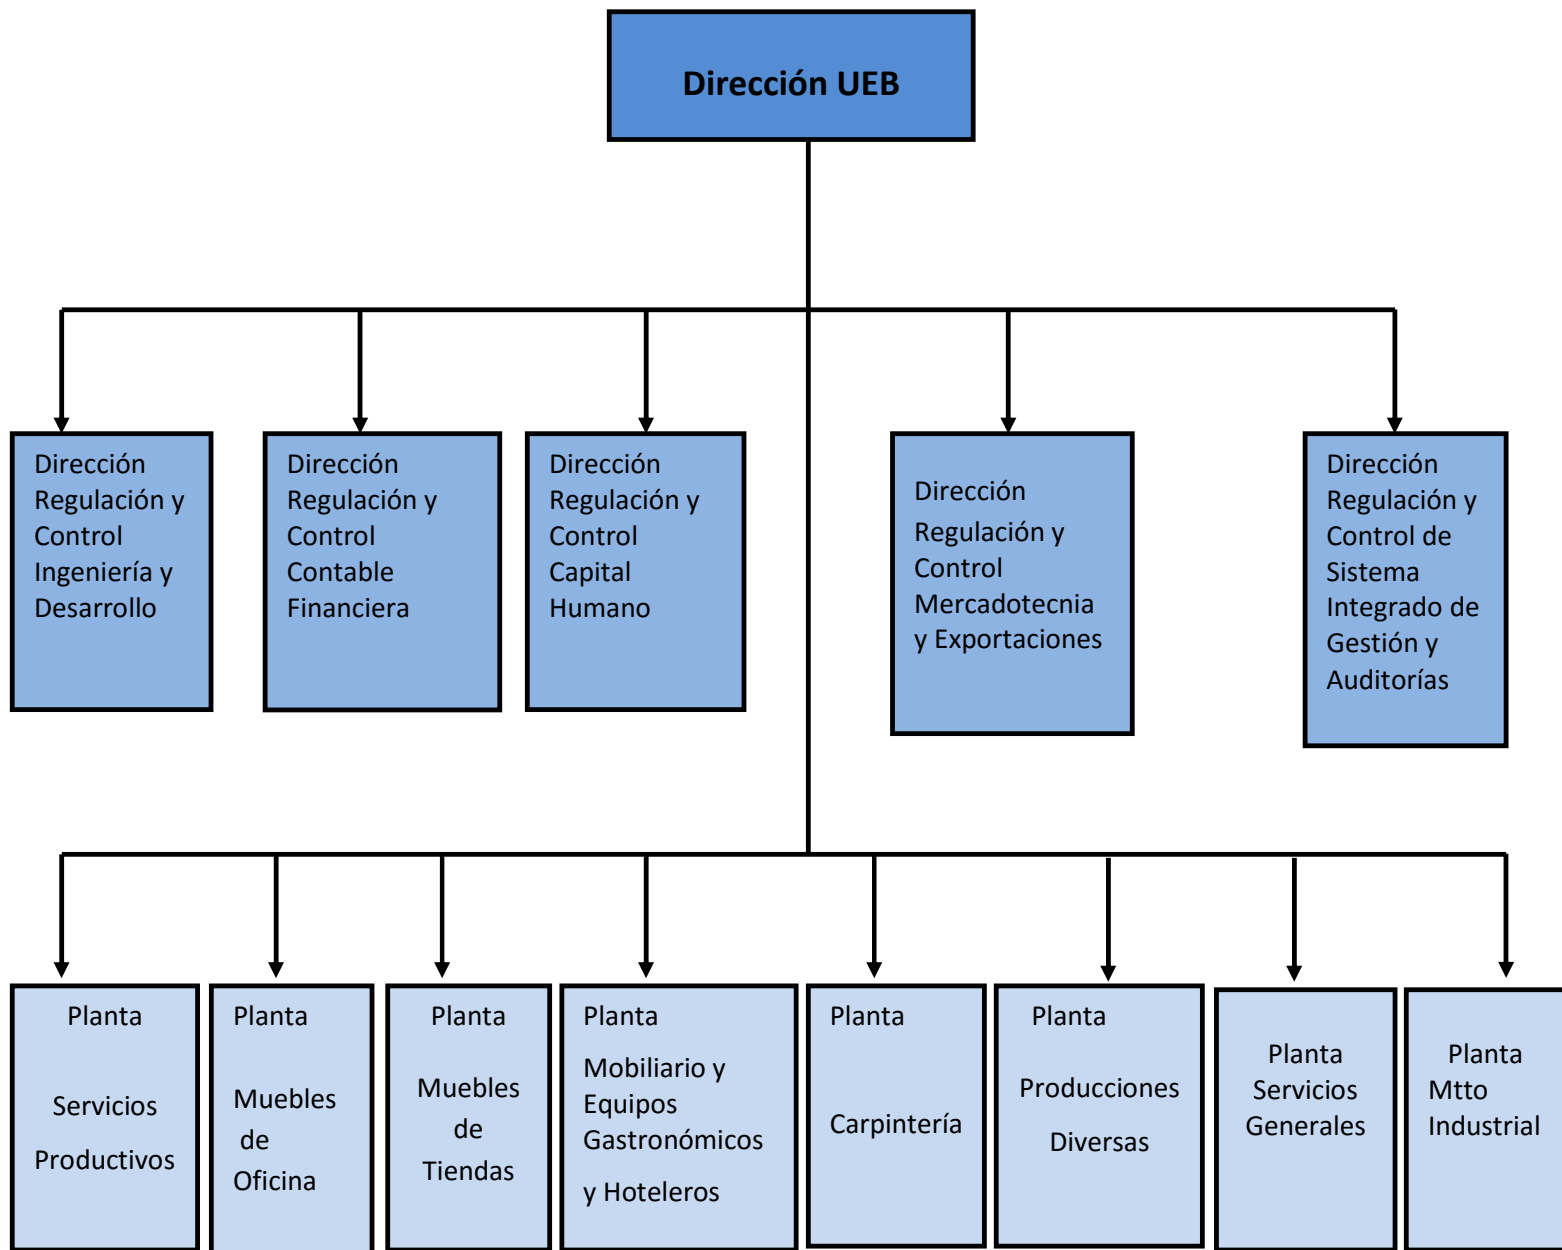 Dirección UEB
Dirección
Regulación y
Control
Ingeniería y
Desarrollo
Dirección
Regulación y
Control
Contable
Financiera
Dirección
Regulación y
Control
Capital
Humano
Dirección
Regulación y
Control
Mercadotecnia
y Exportaciones
Dirección
Regulación y
Control de
Sistema
Integrado de
Gestión y
Auditorías
Planta
Servicios
Productivos
Planta
Muebles
de
Oficina
Planta
Muebles
de
Tiendas
Planta
Mobiliario y
Equipos
Gastronómicos
y Hoteleros
Planta
Carpintería
Planta
Producciones
Diversas
Planta
Servicios
Generales
Planta
Mtto
Industrial